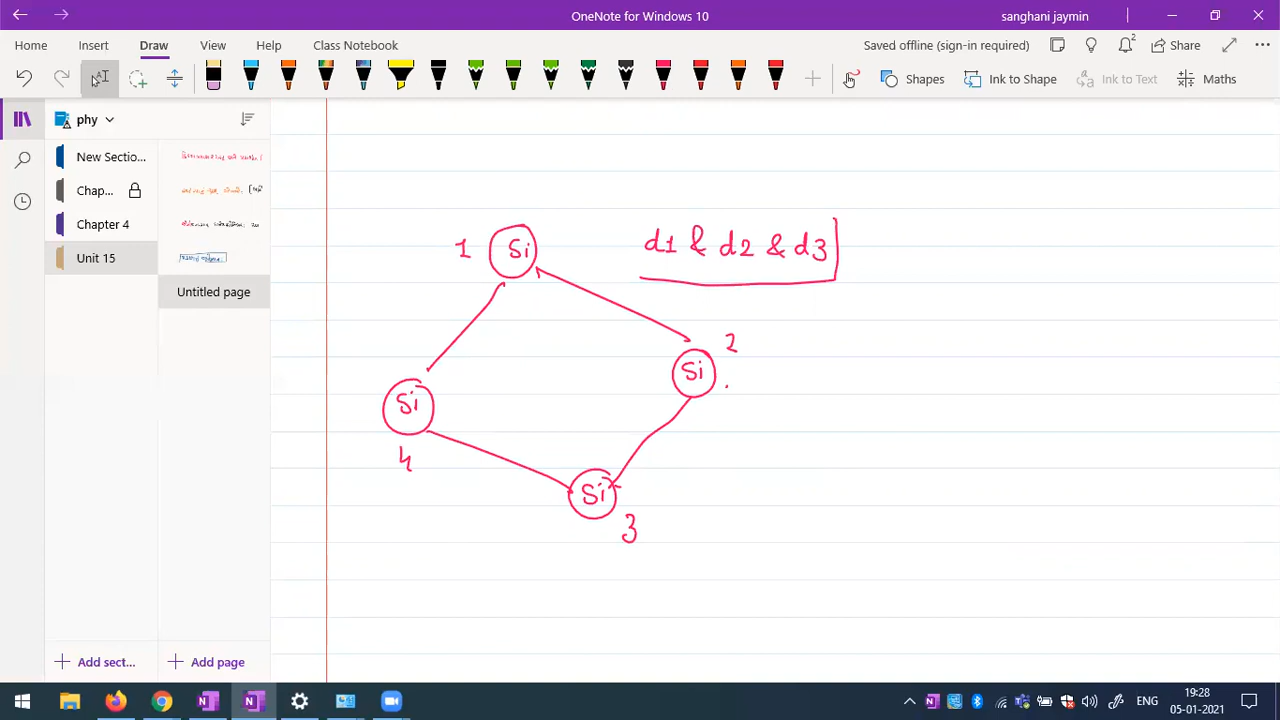 OneNote for Windows 10
sanghani jaymin
Home Insert Draw View Help Class Notebook
Saved offline (sign-in required) 2 Share
Shapes Ink to Shape Ink to Text Maths
phy
New Sectio...
Chap...
Chapter 4
Unit 15
Untitled page
1 Si
d1 & d2 & d3
2
Si
Si
4
Si
3
Add sect... Add page
ENG
19:28
05-01-2021